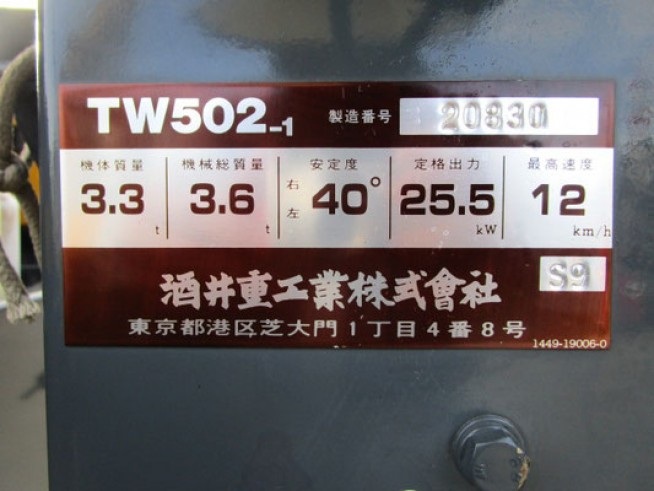 TW502-1 製造番号 20830
機体質量 機械総質量 安定度 定格出力 最高速度
3.3 t 3.6 t 右 左 40° 25.5 kW 12 km/h
S9
酒井重工業株式會社
東京都港区芝大門1丁目4番8号
1449-19006-0